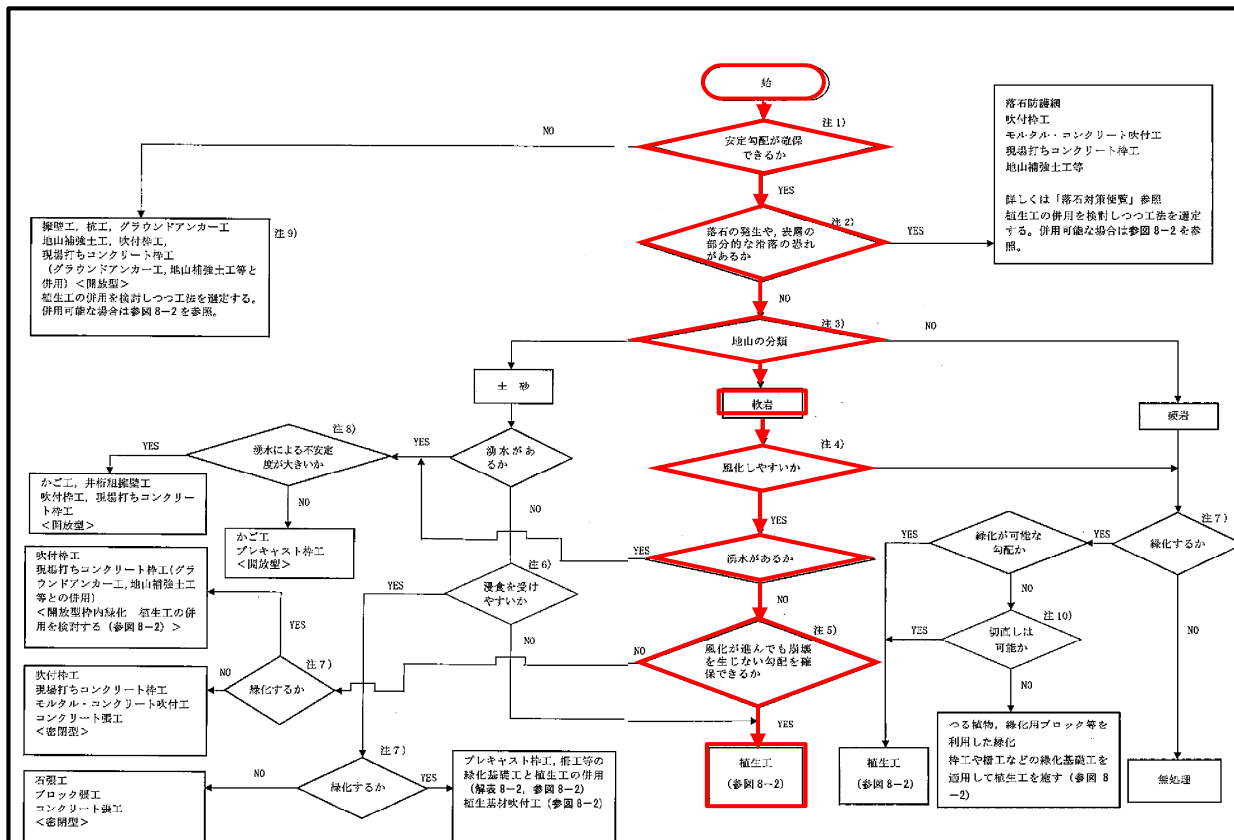 始
注1)
安定勾配が確保
できるか
NO
YES
落石防護網
吹付枠工
モルタル・コンクリート吹付工
現場打ちコンクリート枠工
地山補強土工等
詳しくは「落石対策便覧」参照
植生工の併用を検討しつつ工法を選定
する。併用可能な場合は参図8−2を参
照。
注2)
落石の発生や，表層の
部分的な滑落の恐れ
があるか
YES
NO
擁壁工，杭工，グラウンドアンカー工
地山補強土工，吹付枠工，
現場打ちコンクリート枠工
（グラウンドアンカー工，地山補強土工等と
併用）＜開放型＞
植生工の併用を検討しつつ工法を選定する。
併用可能な場合は参図8−2を参照。
注9)
注3)
地山の分類
NO
土 砂
軟岩
硬岩
注8)
湧水による不安定
度が大きいか
YES
NO
湧水があ
るか
YES
NO
注4)
風化しやすいか
YES
かご工，井桁組擁壁工
吹付枠工，現場打ちコンクリー
ト枠工
＜開放型＞
かご工
プレキャスト枠工
＜開放型＞
湧水があるか
YES
NO
緑化が可能な
勾配か
YES
NO
注7)
緑化するか
YES
NO
吹付枠工
現場打ちコンクリート枠工(グラ
ウンドアンカー工，地山補強土工
等との併用)
＜開放型枠内緑化 植生工の併
用を検討する（参図8−2）＞
注6)
浸食を受け
やすいか
YES
NO
注5)
風化が進んでも崩壊
を生じない勾配を確
保できるか
NO
YES
注10)
切直しは
可能か
YES
NO
注7)
緑化するか
YES
NO
吹付枠工
現場打ちコンクリート枠工
モルタル・コンクリート吹付工
コンクリート張工
＜密閉型＞
注7)
緑化するか
NO
YES
石張工
ブロック張工
コンクリート張工
＜密閉型＞
プレキャスト枠工，柵工等の
緑化基礎工と植生工の併用
（解表8−2，参図8−2）
植生基材吹付工（参図8−2）
植生工
（参図8−2）
植生工
（参図8−2）
つる植物，緑化用ブロック等を
利用した緑化
枠工や柵工などの緑化基礎工を
適用して植生工を施す（参図8
−2）
無処理